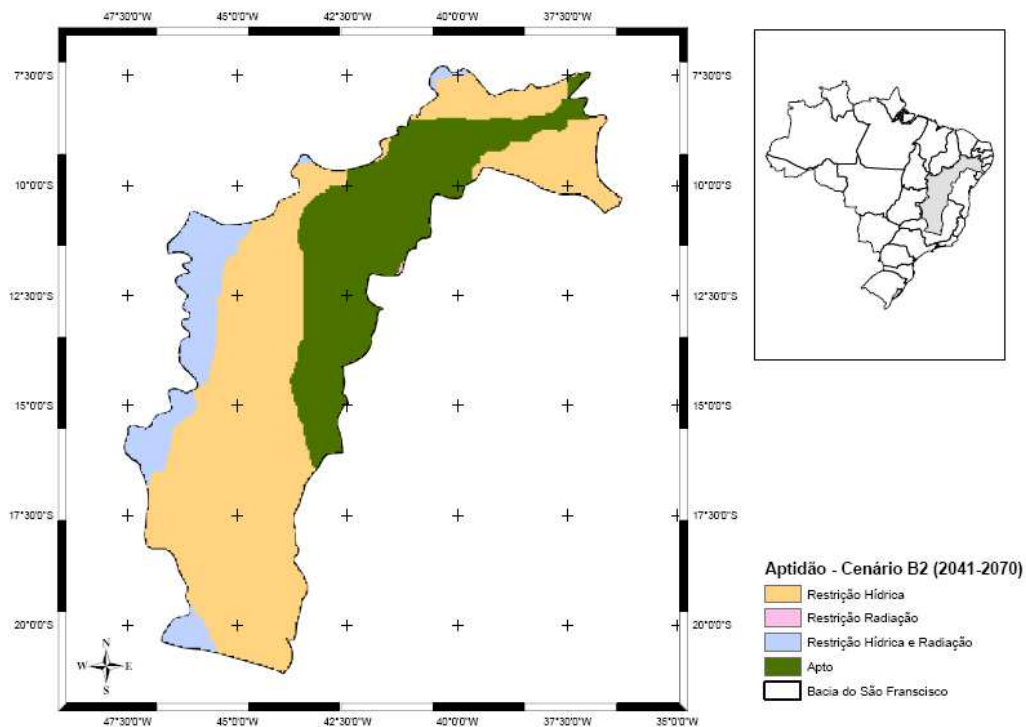 47°30'0"W 45°0'0"W 42°30'0"W 40°0'0"W 37°30'0"W
7°30'0"S 7°30'0"S
10°0'0"S 10°0'0"S
12°30'0"S 12°30'0"S
15°0'0"S 15°0'0"S
17°30'0"S 17°30'0"S
20°0'0"S 20°0'0"S
N
W E
S
47°30'0"W 45°0'0"W 42°30'0"W 40°0'0"W 37°30'0"W 35°0'0"W
Aptidão - Cenário B2 (2041-2070)
Restrição Hídrica
Restrição Radiação
Restrição Hídrica e Radiação
Apto
Bacia do São Franscisco